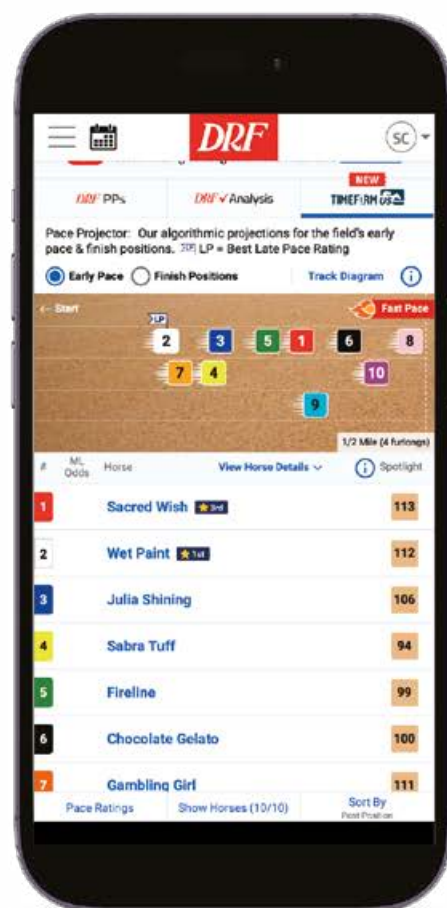 DRF
SC
DRF PPs
DRF Analysis
NEW
TIMEFORM US
Pace Projector: Our algorithmic projections for the field's early
pace & finish positions. LP = Best Late Pace
Rating
Early Pace
Finish Positions
Track Diagram
i
← Start
Fast Pace
LP
2
3
5
1
6
8
7
4
10
9
1/2 Mile (4 furlongs)
#
ML
Odds
Horse
View Horse Details
i
Spotlight
1
Sacred Wish
3rd
113
2
Wet Paint
1st
112
3
Julia Shining
106
4
Sabra Tuff
94
5
Fireline
99
6
Chocolate Gelato
100
7
Gambling Girl
111
Pace Ratings
Show Horses (10/10)
Sort By
Post Position